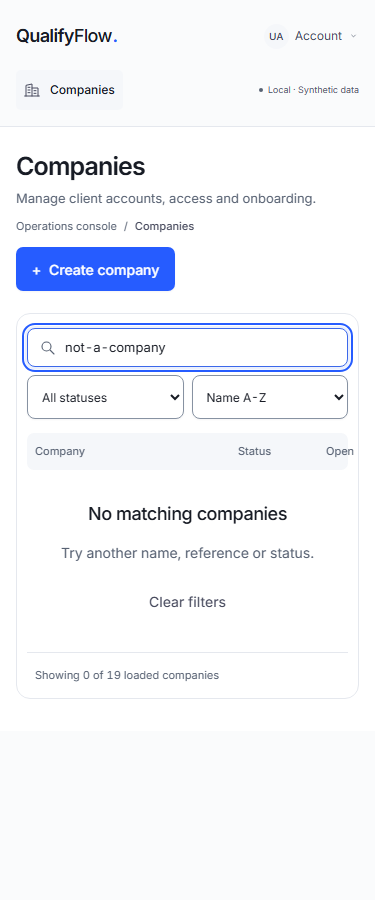 QualifyFlow.
UA Account
Companies
Local · Synthetic data
Companies
Manage client accounts, access and onboarding.
Operations console / Companies
+ Create company
not-a-company
All statuses
Name A-Z
Company Status Open
No matching companies
Try another name, reference or status.
Clear filters
Showing 0 of 19 loaded companies